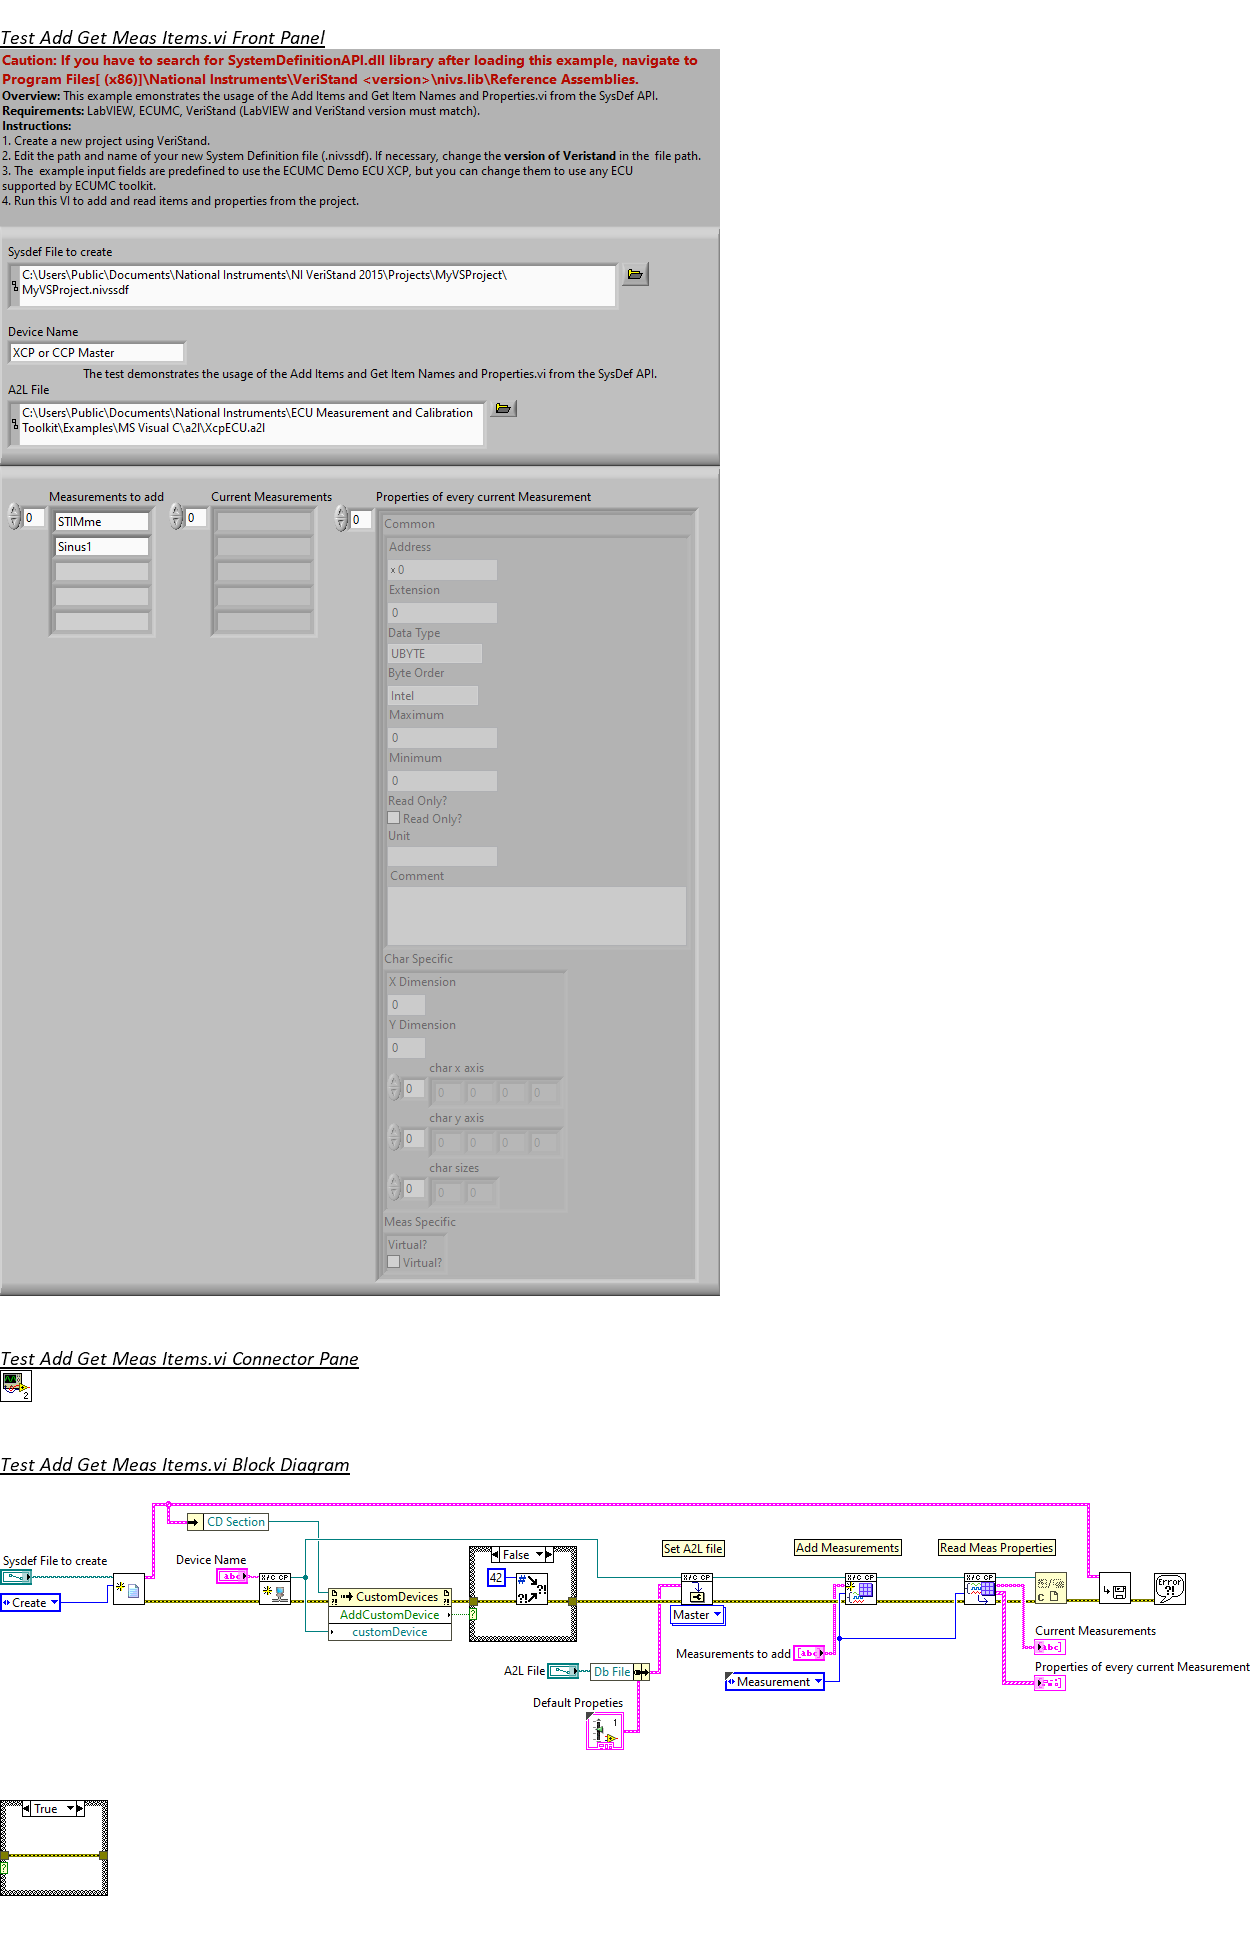 Test Add Get Meas Items.vi Front Panel
Caution: If you have to search for SystemDefinitionAPI.dll library after loading this example, navigate to
Program Files[ (x86)]\National Instruments\VeriStand <version>\nivs.lib\Reference Assemblies.
Overview: This example emonstrates the usage of the Add Items and Get Item Names and Properties.vi from the SysDef API.
Requirements: LabVIEW, ECUMC, VeriStand (LabVIEW and VeriStand version must match).
Instructions:
1. Create a new project using VeriStand.
2. Edit the path and name of your new System Definition file (.nivssdf). If necessary, change the version of Veristand in the file path.
3. The example input fields are predefined to use the ECUMC Demo ECU XCP, but you can change them to use any ECU
supported by ECUMC toolkit.
4. Run this VI to add and read items and properties from the project.
Sysdef File to create
C:\Users\Public\Documents\National Instruments\NI VeriStand 2015\Projects\MyVSProject\
MyVSProject.nivssdf
Device Name
XCP or CCP Master
The test demonstrates the usage of the Add Items and Get Item Names and Properties.vi from the SysDef API.
A2L File
C:\Users\Public\Documents\National Instruments\ECU Measurement and Calibration
Toolkit\Examples\MS Visual C\a2l\XcpECU.a2l
Measurements to add
0
STIMme
Sinus1
Current Measurements
0
Properties of every current Measurement
0
Common
Address
x 0
Extension
0
Data Type
UBYTE
Byte Order
Intel
Maximum
0
Minimum
0
Read Only?
Read Only?
Unit
Comment
Char Specific
X Dimension
0
Y Dimension
0
char x axis
0 0 0 0 0
char y axis
0 0 0 0 0
char sizes
0 0 0
Meas Specific
Virtual?
Virtual?
Test Add Get Meas Items.vi Connector Pane
2
Test Add Get Meas Items.vi Block Diagram
CD Section
Sysdef File to create
Create
Device Name
abc
X/C CP
CustomDevices
AddCustomDevice
customDevice
False
42
#
?!
?!
?
Set A2L file
X/C CP
Master
A2L File
Db File
Default Propeties
1
Add Measurements
X/C CP
Measurements to add
abc
Measurement
Read Meas Properties
X/C CP
C
Error
?!
Current Measurements
abc
Properties of every current Measurement
True
?